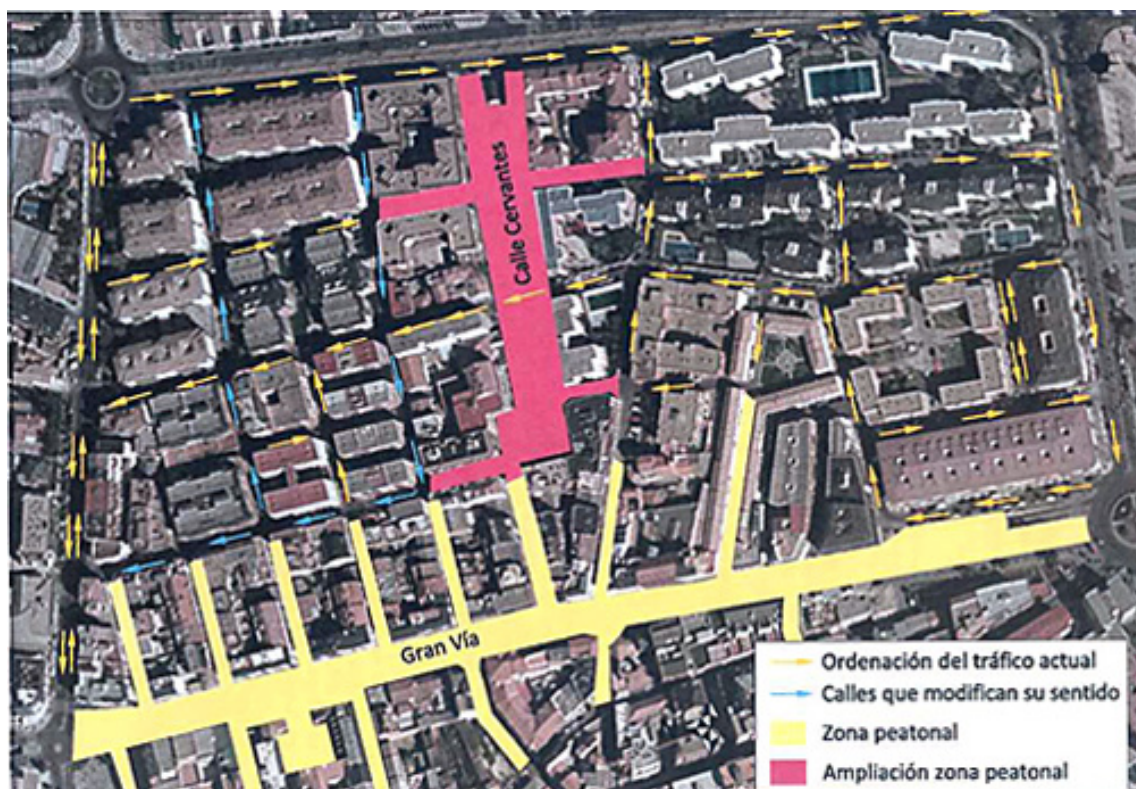 Calle Cervantes
Gran Vía
Ordenación del tráfico actual
Calles que modifican su sentido
Zona peatonal
Ampliación zona peatonal